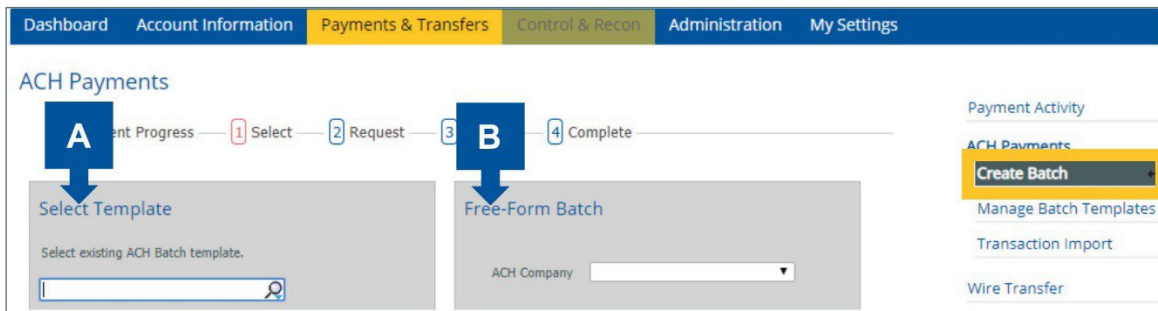 Dashboard Account Information Payments & Transfers Control & Recon Administration My Settings
ACH Payments
A
B
Progress 1 Select 2 Request 3 4 Complete
Select Template
Select existing ACH Batch template.
Free-Form Batch
ACH Company
Payment Activity
ACH Payments
Create Batch
Manage Batch Templates
Transaction Import
Wire Transfer